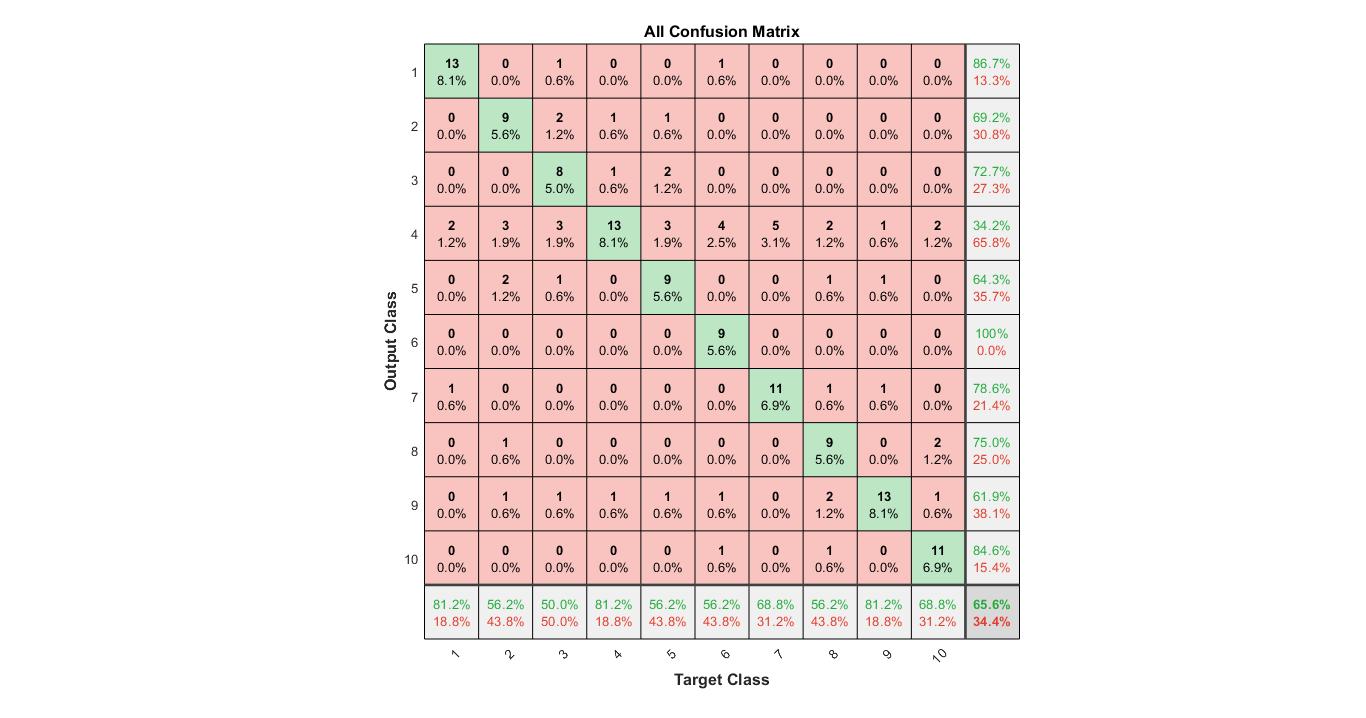 All Confusion Matrix
13 0 1 0 0 1 0 0 0 0 86.7%
1
8.1% 0.0% 0.6% 0.0% 0.0% 0.6% 0.0% 0.0% 0.0% 0.0% 13.3%
0 9 2 1 1 0 0 0 0 0 69.2%
2
0.0% 5.6% 1.2% 0.6% 0.6% 0.0% 0.0% 0.0% 0.0% 0.0% 30.8%
0 0 8 1 2 0 0 0 0 0 72.7%
3
0.0% 0.0% 5.0% 0.6% 1.2% 0.0% 0.0% 0.0% 0.0% 0.0% 27.3%
2 3 3 13 3 4 5 2 1 2 34.2%
4
1.2% 1.9% 1.9% 8.1% 1.9% 2.5% 3.1% 1.2% 0.6% 1.2% 65.8%
0 2 1 0 9 0 0 1 1 0 64.3%
5
0.0% 1.2% 0.6% 0.0% 5.6% 0.0% 0.0% 0.6% 0.6% 0.0% 35.7%
Output Class
0 0 0 0 0 9 0 0 0 0 100%
6
0.0% 0.0% 0.0% 0.0% 0.0% 5.6% 0.0% 0.0% 0.0% 0.0% 0.0%
1 0 0 0 0 0 11 1 1 0 78.6%
7
0.6% 0.0% 0.0% 0.0% 0.0% 0.0% 6.9% 0.6% 0.6% 0.0% 21.4%
0 1 0 0 0 0 0 9 0 2 75.0%
8
0.0% 0.6% 0.0% 0.0% 0.0% 0.0% 0.0% 5.6% 0.0% 1.2% 25.0%
0 1 1 1 1 1 0 2 13 1 61.9%
9
0.0% 0.6% 0.6% 0.6% 0.6% 0.6% 0.0% 1.2% 8.1% 0.6% 38.1%
0 0 0 0 0 1 0 1 0 11 84.6%
10
0.0% 0.0% 0.0% 0.0% 0.0% 0.6% 0.0% 0.6% 0.0% 6.9% 15.4%
81.2% 56.2% 50.0% 81.2% 56.2% 56.2% 68.8% 56.2% 81.2% 68.8% 65.6%
18.8% 43.8% 50.0% 18.8% 43.8% 43.8% 31.2% 43.8% 18.8% 31.2% 34.4%
1 2 3 4 5 6 7 8 9 10
Target Class